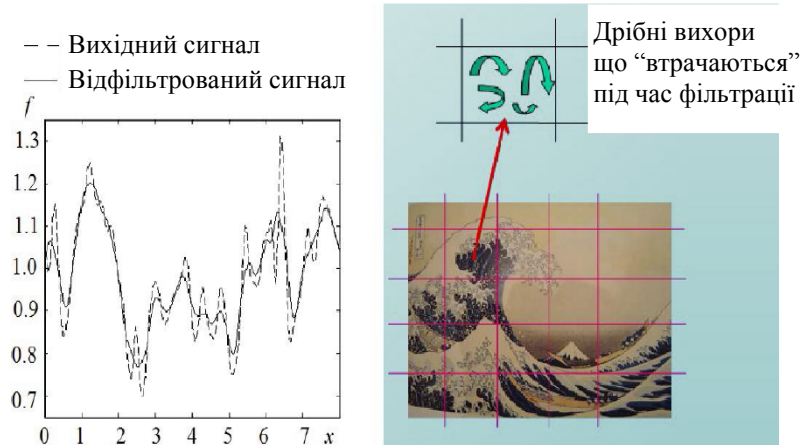 Вихідний сигнал
Відфільтрований сигнал
f
1.3
1.2
1.1
1.0
0.9
0.8
0.7
0 1 2 3 4 5 6 7 x
Дрібні вихори
що “втрачаються”
під час фільтрації